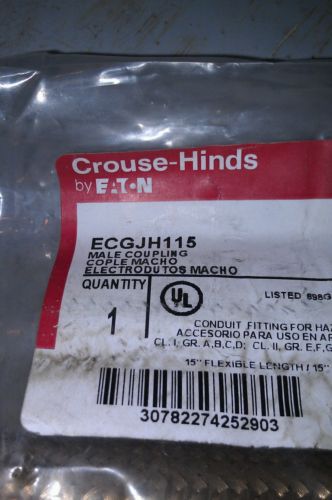 Crouse-Hinds
by EATON
ECGJH115
MALE COUPLING
COPLE MACHO
ELECTRODUTOS MACHO
QUANTITY
1
UL
LISTED 698G
CONDUIT FITTING FOR HAZ
ACCESORIO PARA USO EN AR
CL. I; GR. A,B,C,D; CL. II, GR. E,F,G
15" FLEXIBLE LENGTH / 15"
30782274252903